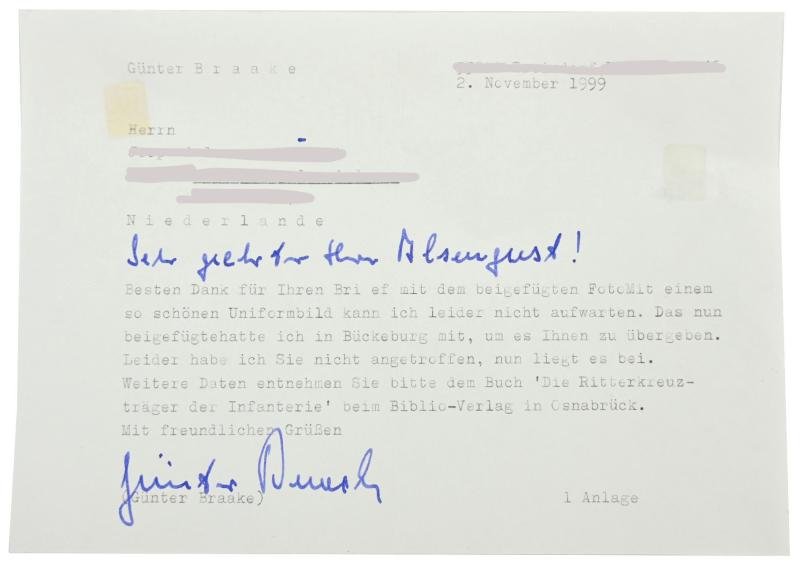 Günter B r a a k e
2. November 1999
Herrn
N i e d e r l a n d e
Sehr geehrter Herr Alsengust!
Besten Dank für Ihren Bri ef mit dem beigefügten FotoMit einem
so schönen Uniformbild kann ich leider nicht aufwarten. Das nun
beigefügtehatte ich in Bückeburg mit, um es Ihnen zu übergeben.
Leider habe ich Sie nicht angetroffen, nun liegt es bei.
Weitere Daten entnehmen Sie bitte dem Buch 'Die Ritterkreuz-
träger der Infanterie' beim Biblio-Verlag in Osnabrück.
Mit freundlichen Grüßen
Günter Braake
(Günter Braake)
1 Anlage